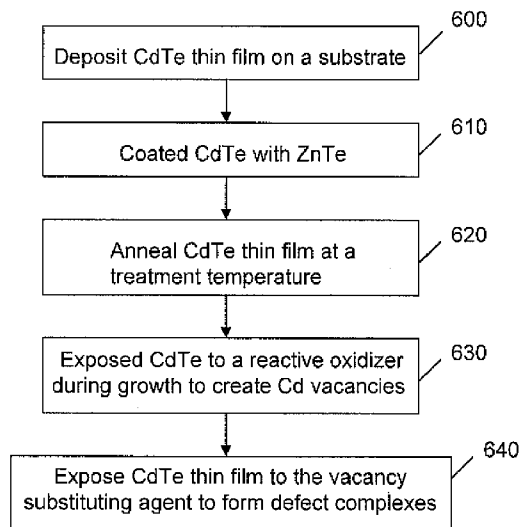 600
Deposit CdTe thin film on a substrate
610
Coated CdTe with ZnTe
620
Anneal CdTe thin film at a
treatment temperature
630
Exposed CdTe to a reactive oxidizer
during growth to create Cd vacancies
640
Expose CdTe thin film to the vacancy
substituting agent to form defect complexes